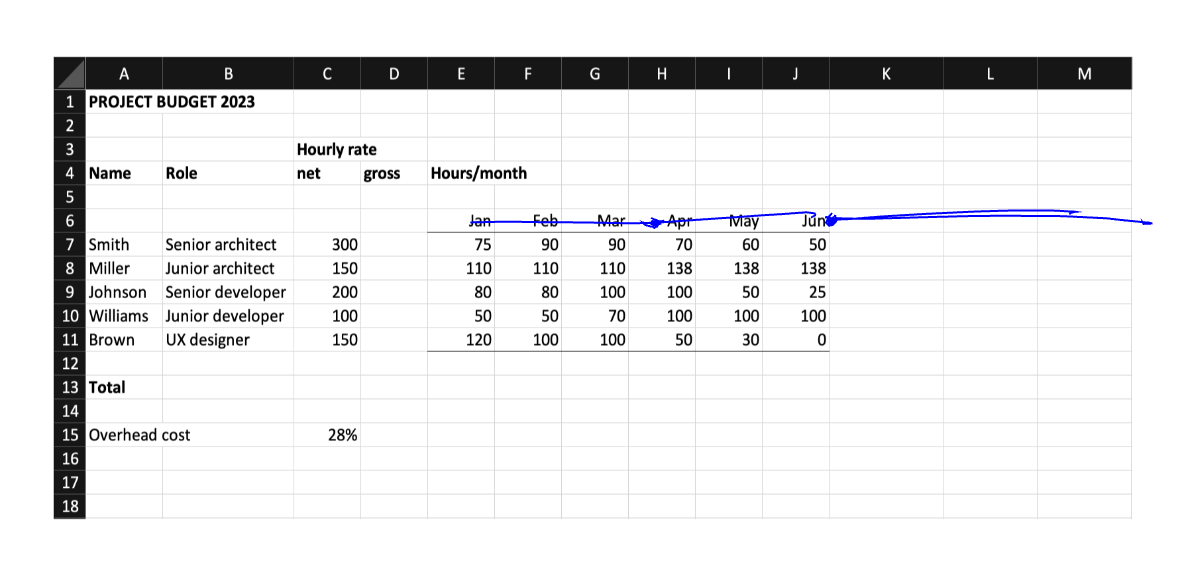 A B C D E F G H I J K L M
1 PROJECT BUDGET 2023
2
3 Hourly rate
4 Name Role net gross Hours/month
5
6 Jan Feb Mar Apr May Jun
7 Smith Senior architect 300 75 90 90 70 60 50
8 Miller Junior architect 150 110 110 110 138 138 138
9 Johnson Senior developer 200 80 80 100 100 50 25
10 Williams Junior developer 100 50 50 70 100 100 100
11 Brown UX designer 150 120 100 100 50 30 0
12
13 Total
14
15 Overhead cost 28%
16
17
18